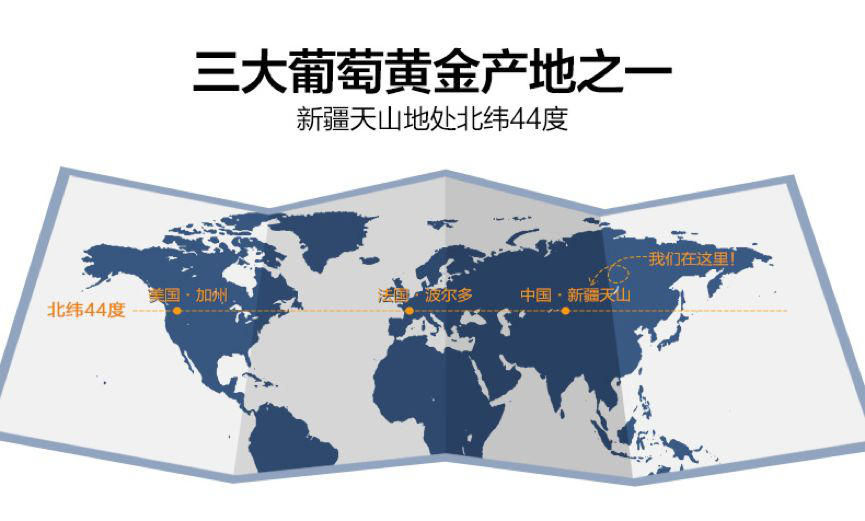 三大葡萄黄金产地之一
新疆天山地处北纬44度
我们在这里!
美国·加州
法国·波尔多
中国·新疆天山
北纬44度